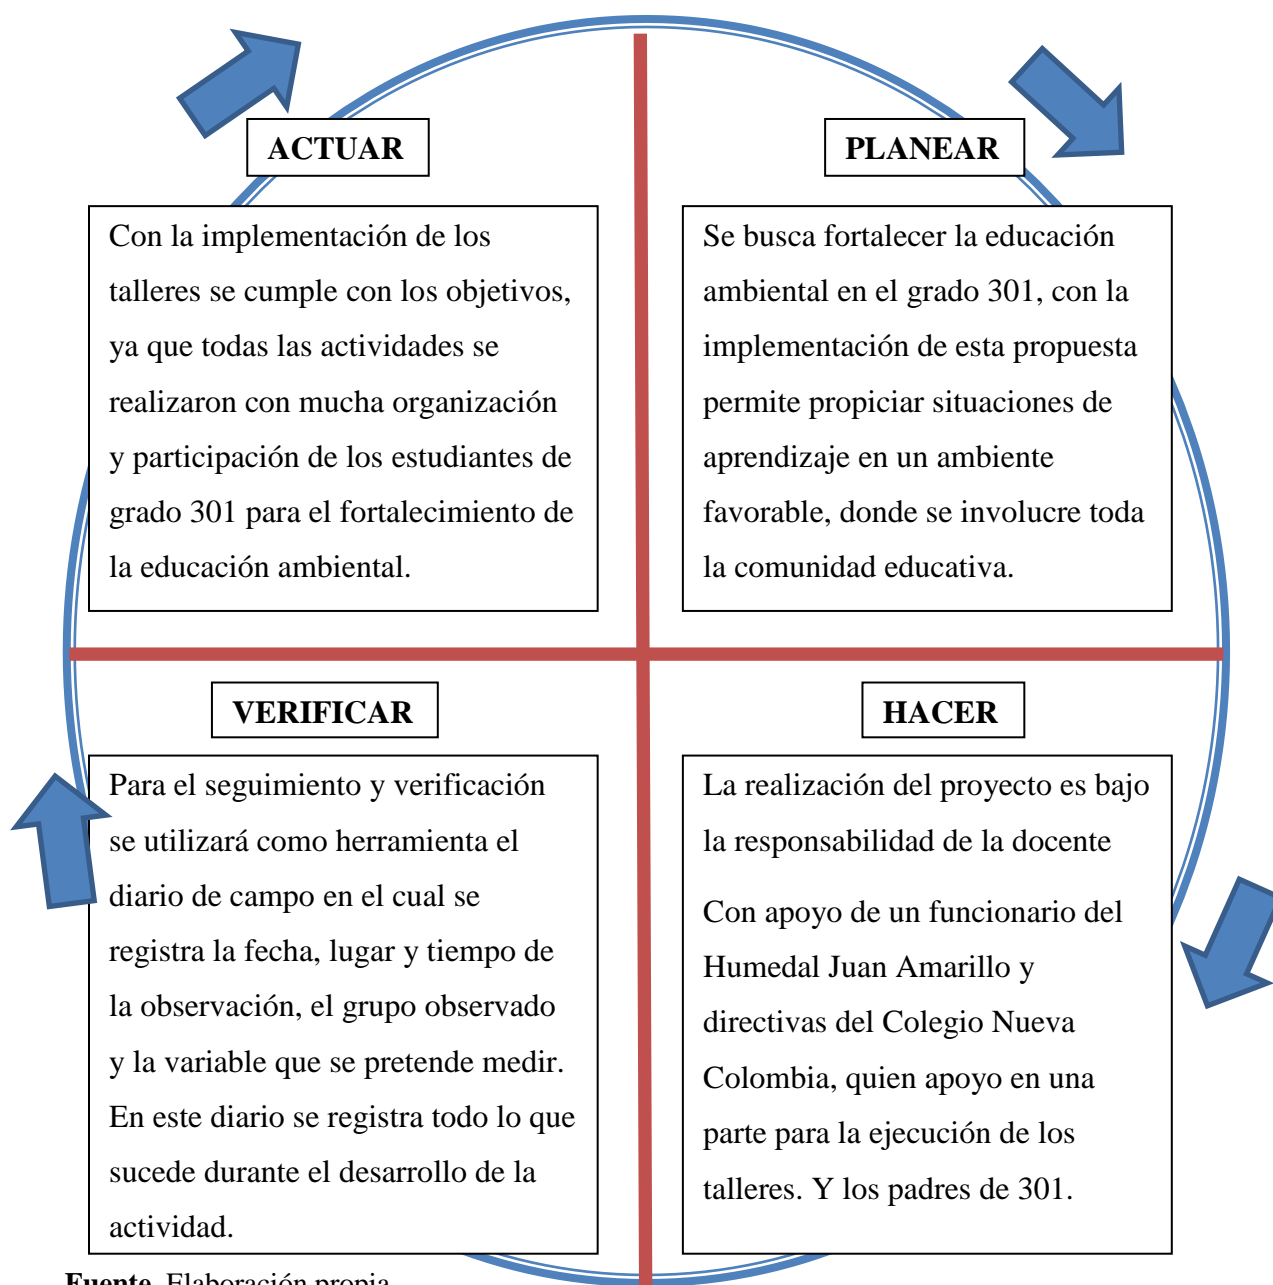 ACTUAR
Con la implementación de los
talleres se cumple con los objetivos,
ya que todas las actividades se
realizaron con mucha organización
y participación de los estudiantes de
grado 301 para el fortalecimiento de
la educación ambiental.
PLANEAR
Se busca fortalecer la educación
ambiental en el grado 301, con la
implementación de esta propuesta
permite propiciar situaciones de
aprendizaje en un ambiente
favorable, donde se involucre toda
la comunidad educativa.
VERIFICAR
Para el seguimiento y verificación
se utilizará como herramienta el
diario de campo en el cual se
registra la fecha, lugar y tiempo de
la observación, el grupo observado
y la variable que se pretende medir.
En este diario se registra todo lo que
sucede durante el desarrollo de la
actividad.
HACER
La realización del proyecto es bajo
la responsabilidad de la docente
Con apoyo de un funcionario del
Humedal Juan Amarillo y
directivas del Colegio Nueva
Colombia, quien apoyo en una
parte para la ejecución de los
talleres. Y los padres de 301.
Fuente. Elaboración propia